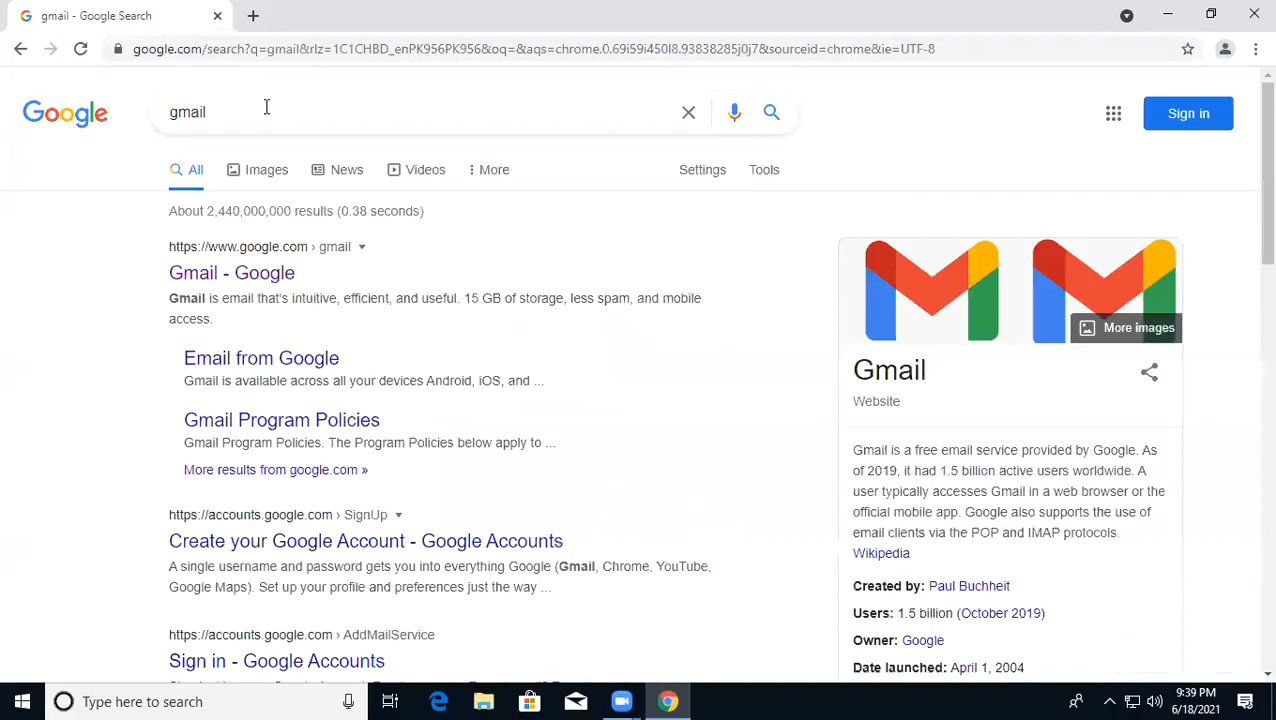 gmail - Google Search
google.com/search?q=gmail&rlz=1C1CHBD_enPK956PK956&oq=&aqs=chrome.0.69i59i450l8.93838285j0j7&sourceid=chrome&ie=UTF-8
Google
gmail
Sign in
All Images News Videos More Settings Tools
About 2,440,000,000 results (0.38 seconds)
https://www.google.com › gmail
Gmail - Google
Gmail is email that's intuitive, efficient, and useful. 15 GB of storage, less spam, and mobile
access.
Email from Google
Gmail is available across all your devices Android, iOS, and ...
Gmail Program Policies
Gmail Program Policies. The Program Policies below apply to ...
More results from google.com »
https://accounts.google.com › SignUp
Create your Google Account - Google Accounts
A single username and password gets you into everything Google (Gmail, Chrome, YouTube,
Google Maps). Set up your profile and preferences just the way ...
https://accounts.google.com › AddMailService
Sign in - Google Accounts
More images
Gmail
Website
Gmail is a free email service provided by Google. As
of 2019, it had 1.5 billion active users worldwide. A
user typically accesses Gmail in a web browser or the
official mobile app. Google also supports the use of
email clients via the POP and IMAP protocols.
Wikipedia
Created by: Paul Buchheit
Users: 1.5 billion (October 2019)
Owner: Google
Date launched: April 1, 2004
Type here to search
9:39 PM
6/18/2021